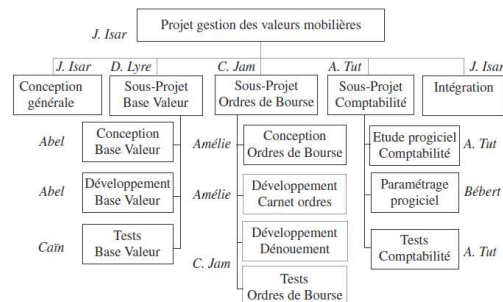 Projet gestion des valeurs mobilières
J. Isar
J. Isar
D. Lyre
C. Jam
A. Tut
J. Isar
Conception
générale
Sous-Projet
Base Valeur
Sous-Projet
Ordres de Bourse
Sous-Projet
Comptabilité
Intégration
Abel
Conception
Base Valeur
Amélie
Conception
Ordres de Bourse
Etude progiciel
Comptabilité
A. Tut
Abel
Développement
Base Valeur
Amélie
Développement
Carnet ordres
Paramétrage
progiciel
Bébert
Caïn
Tests
Base Valeur
C. Jam
Développement
Dénouement
Tests
Comptabilité
A. Tut
Tests
Ordres de Bourse